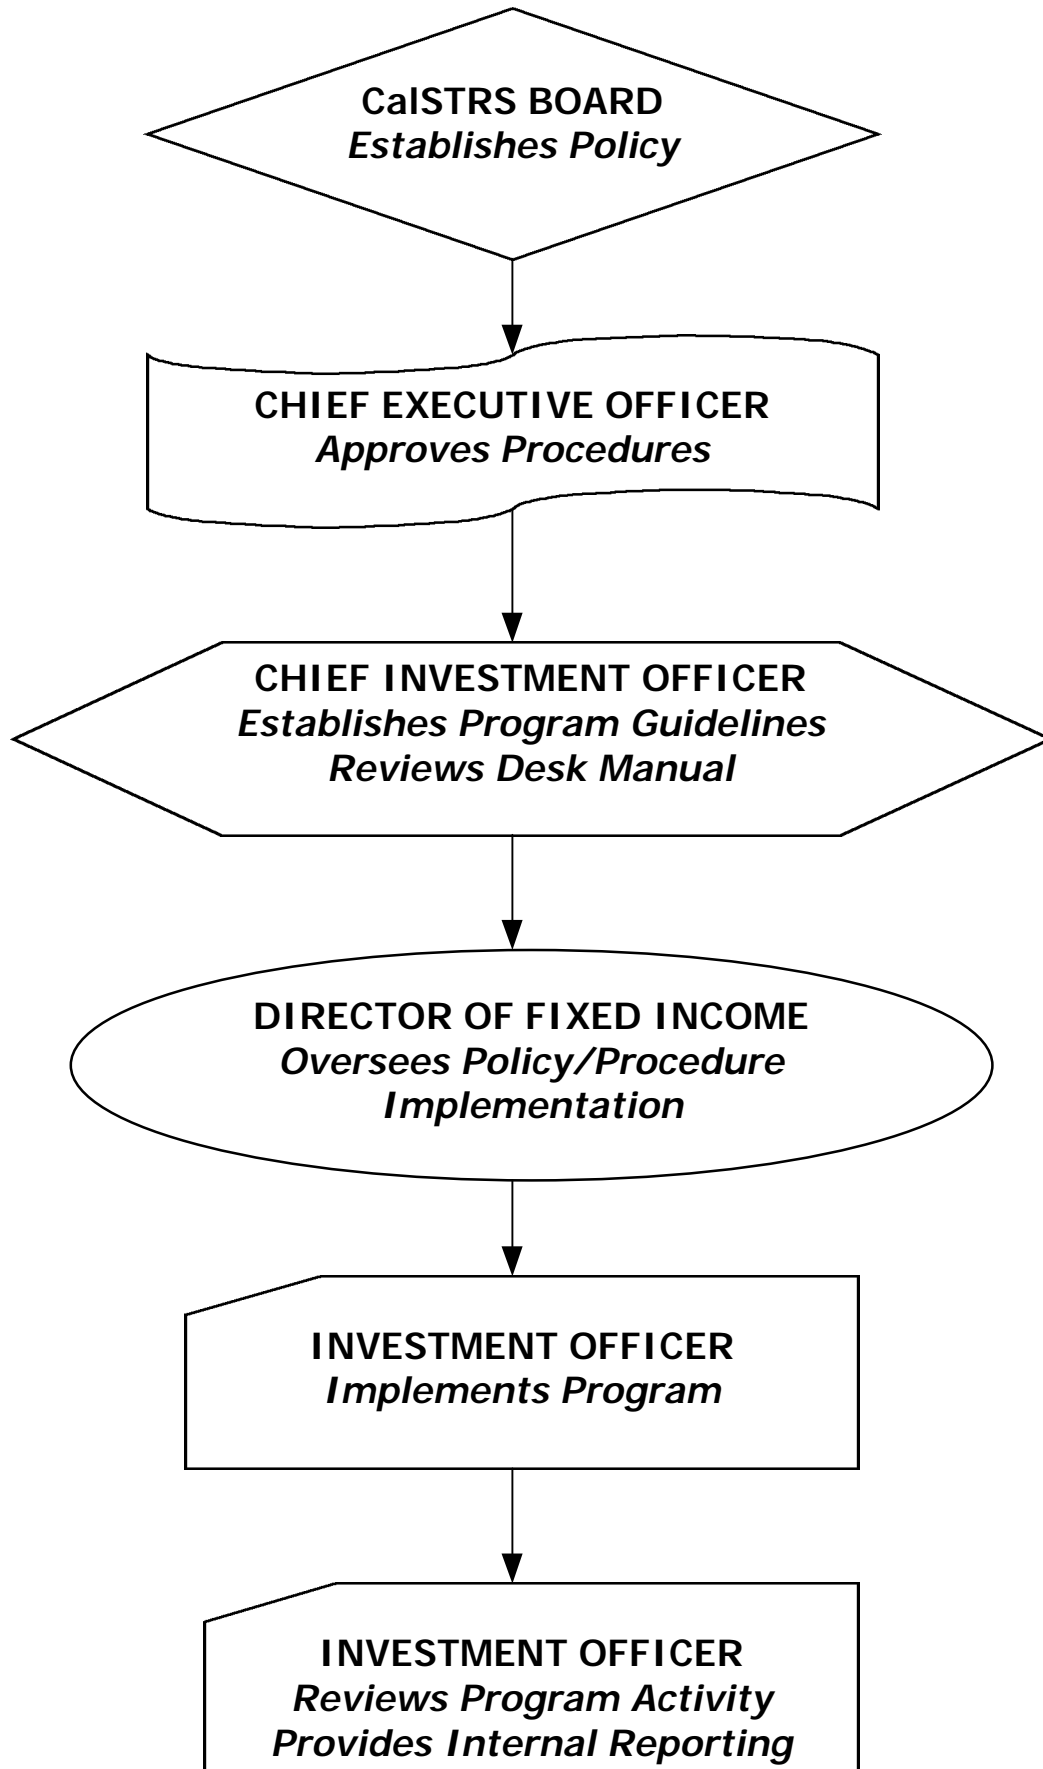 CalSTRS BOARD
Establishes Policy
CHIEF EXECUTIVE OFFICER
Approves Procedures
CHIEF INVESTMENT OFFICER
Establishes Program Guidelines
Reviews Desk Manual
DIRECTOR OF FIXED INCOME
Oversees Policy/Procedure
Implementation
INVESTMENT OFFICER
Implements Program
INVESTMENT OFFICER
Reviews Program Activity
Provides Internal Reporting